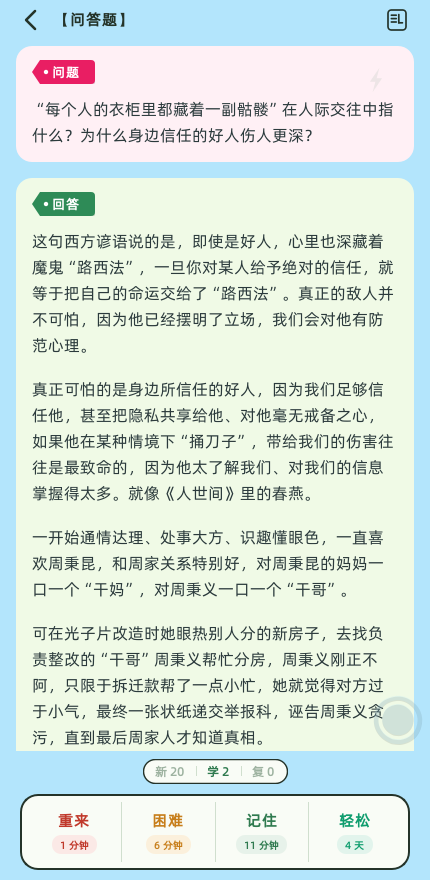 【问答题】
问题
“每个人的衣柜里都藏着一副骷髅”在人际交往中指
什么？为什么身边信任的好人伤人更深？
回答
这句西方谚语说的是，即使是好人，心里也深藏着
魔鬼“路西法”，一旦你对某人给予绝对的信任，就
等于把自己的命运交给了“路西法”。真正的敌人并
不可怕，因为他已经摆明了立场，我们会对他有防
范心理。
真正可怕的是身边所信任的好人，因为我们足够信
任他，甚至把隐私共享给他、对他毫无戒备之心，
如果他在某种情境下“捅刀子”，带给我们的伤害往
往是最致命的，因为他太了解我们、对我们的信息
掌握得太多。就像《人世间》里的春燕。
一开始通情达理、处事大方、识趣懂眼色，一直喜
欢周秉昆，和周家关系特别好，对周秉昆的妈妈一
口一个“干妈”，对周秉义一口一个“干哥”。
可在光子片改造时她眼热别人分的新房子，去找负
责整改的“干哥”周秉义帮忙分房，周秉义刚正不
阿，只限于拆迁款帮了一点小忙，她就觉得对方过
于小气，最终一张状纸递交举报科，诬告周秉义贪
污，直到最后周家人才知道真相。
新 20 学 2 复 0
重来 困难 记住 轻松
1 分钟 6 分钟 11 分钟 4 天